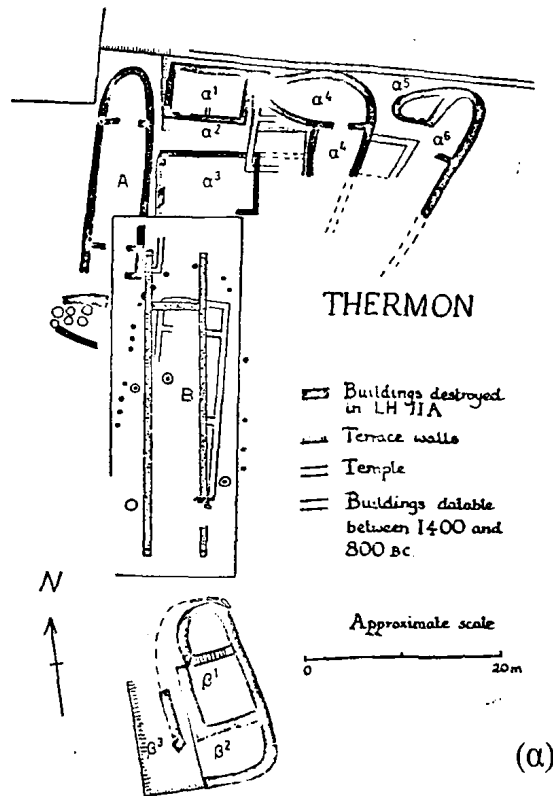 α¹
α²
α³
α⁴
α⁴
α⁵
α⁶
A
B
THERMON
Buildings destroyed
in LH IIA
Terrace walls
Temple
Buildings datable
between 1400 and
800 BC.
N
Approximate scale
0
20m
β¹
β²
β³
(α)